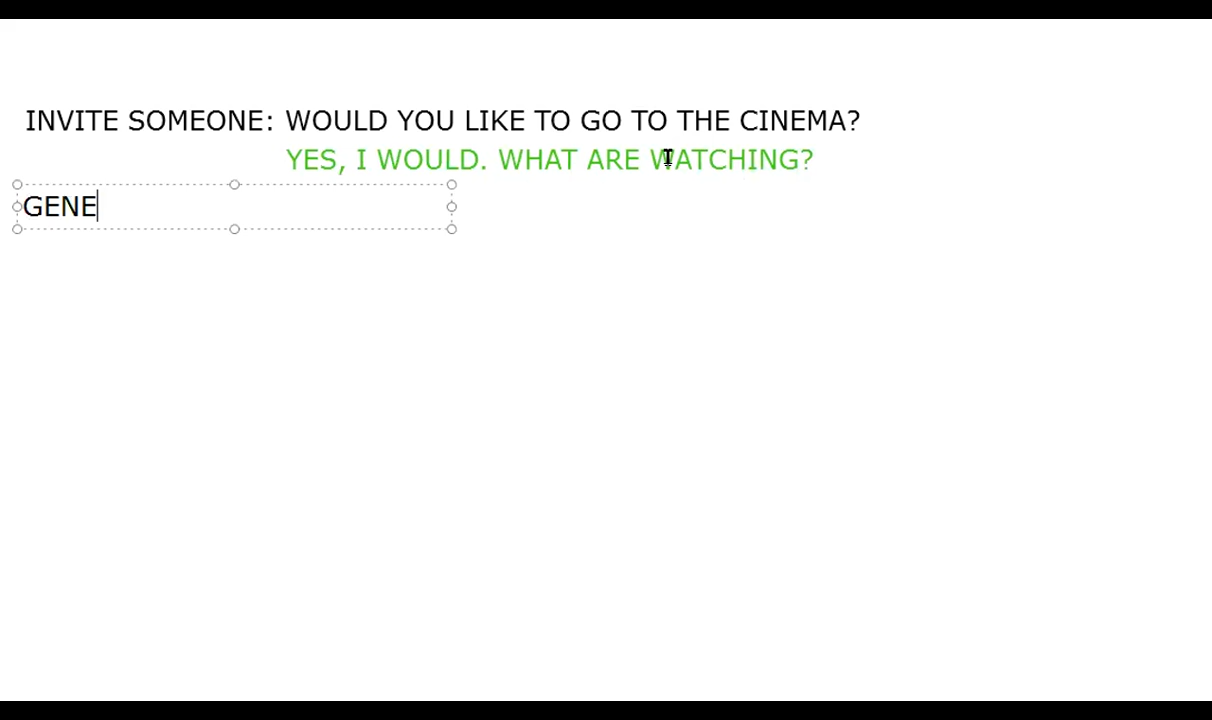 INVITE SOMEONE: WOULD YOU LIKE TO GO TO THE CINEMA?
YES, I WOULD. WHAT ARE WATCHING?
GENE